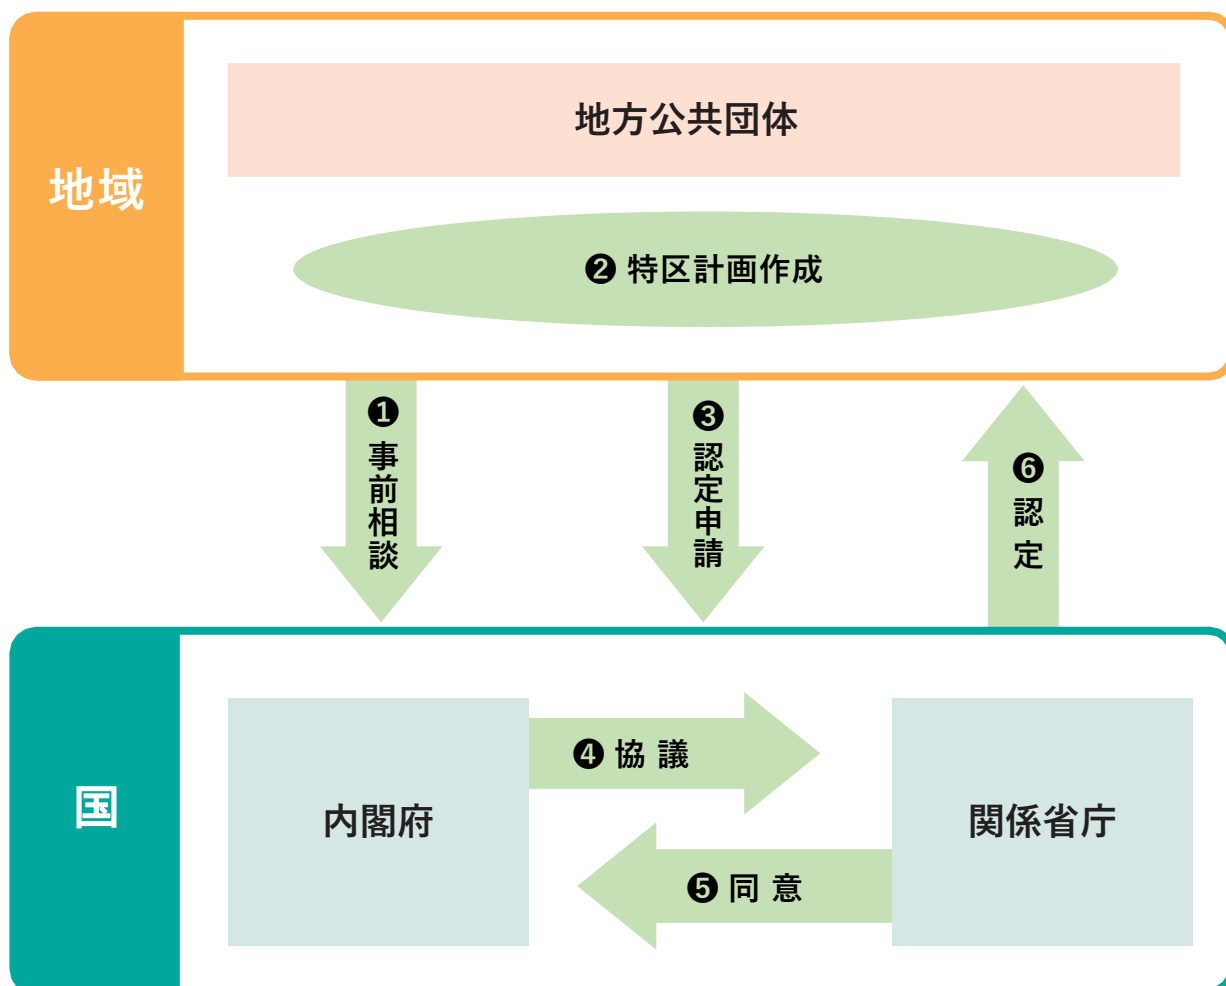 地域
地方公共団体
❷ 特区計画作成
❶事前相談
❸認定申請
❻認定
国
内閣府
❹ 協 議
関係省庁
❺ 同 意